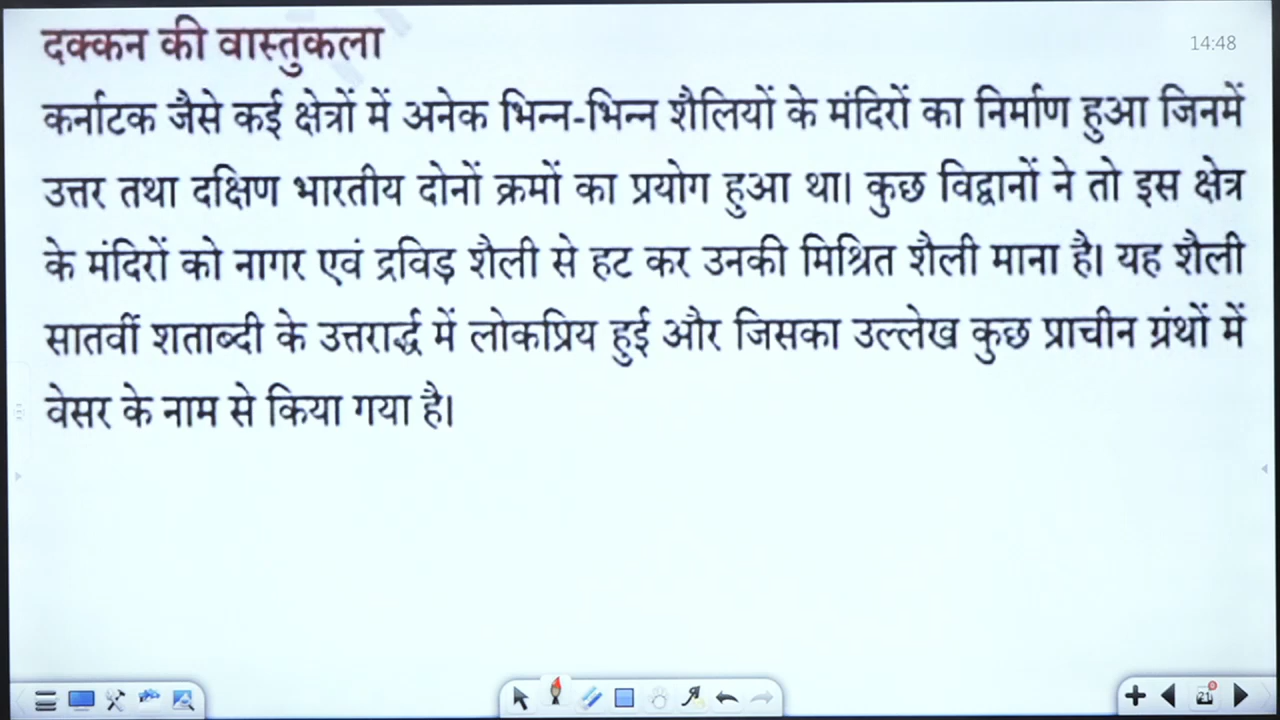 दक्कन की वास्तुकला
14:48
कर्नाटक जैसे कई क्षेत्रों में अनेक भिन्न-भिन्न शैलियों के मंदिरों का निर्माण हुआ जिनमें
उत्तर तथा दक्षिण भारतीय दोनों क्रमों का प्रयोग हुआ था। कुछ विद्वानों ने तो इस क्षेत्र
के मंदिरों को नागर एवं द्रविड़ शैली से हट कर उनकी मिश्रित शैली माना है। यह शैली
सातवीं शताब्दी के उत्तरार्द्ध में लोकप्रिय हुई और जिसका उल्लेख कुछ प्राचीन ग्रंथों में
वेसर के नाम से किया गया है।
21